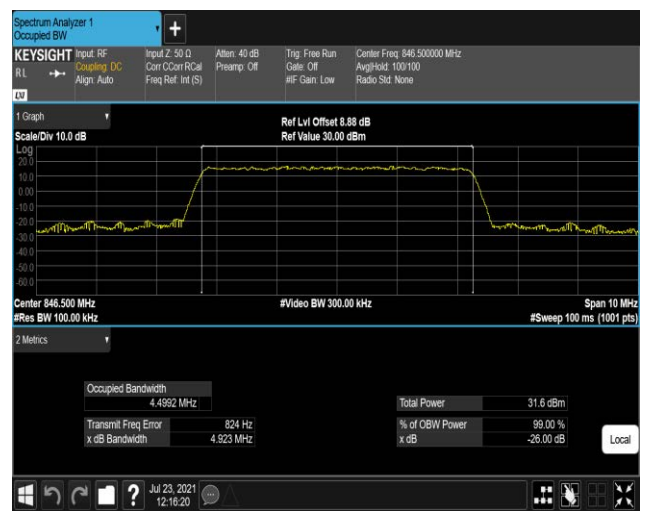 Spectrum Analyzer 1
Occupied BW
+
KEYSIGHT
RL
LXI
Input: RF
Coupling: DC
Align: Auto
Input Z: 50 Ω
Corr CCorr RCal
Freq Ref: Int (S)
Atten: 40 dB
Preamp: Off
Trig: Free Run
Gate: Off
#IF Gain: Low
Center Freq: 846.500000 MHz
Avg|Hold: 100/100
Radio Std: None
1 Graph
Scale/Div 10.0 dB
Ref Lvl Offset 8.88 dB
Ref Value 30.00 dBm
Log
20.0
10.0
0.00
-10.0
-20.0
-30.0
-40.0
-50.0
-60.0
Center 846.500 MHz
#Res BW 100.00 kHz
#Video BW 300.00 kHz
Span 10 MHz
#Sweep 100 ms (1001 pts)
2 Metrics
Occupied Bandwidth
4.4992 MHz
Transmit Freq Error 824 Hz
x dB Bandwidth 4.923 MHz
Total Power 31.6 dBm
% of OBW Power 99.00 %
x dB -26.00 dB
Local
?
Jul 23, 2021
12:16:20